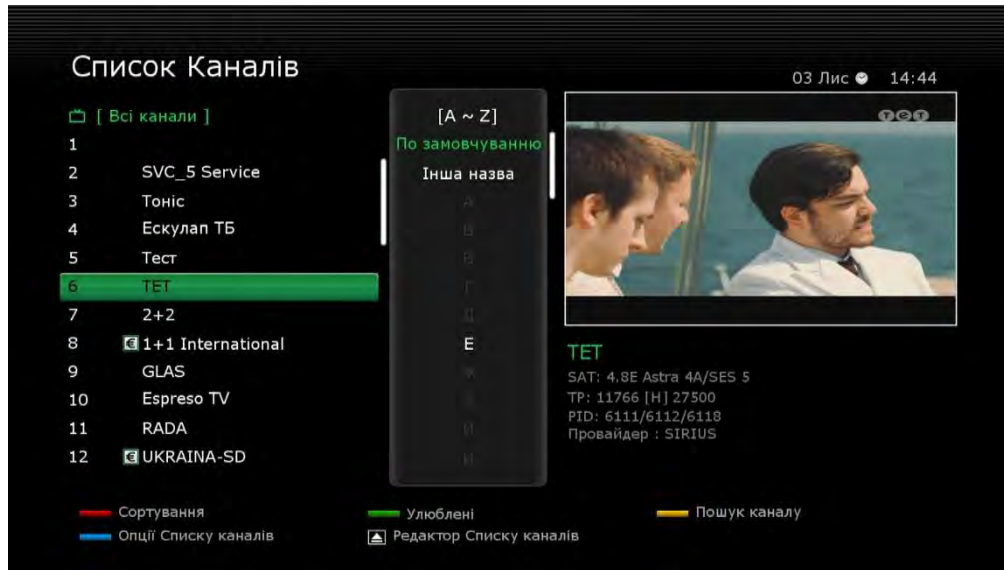 Список Каналів
03 Лис 14:44
[ Всі канали ]
1
2 SVC_5 Service
3 Тоніс
4 Ескулап ТБ
5 Тест
6 ТЕТ
7 2+2
8 € 1+1 International
9 GLAS
10 Espreso TV
11 RADA
12 € UKRAINA-SD
[A ~ Z]
По замовчуванню
Інша назва
А
Г
Е
И
ТЕТ
ТЕТ
SAT: 4.8E Astra 4A/SES 5
TP: 11766 [H] 27500
PID: 6111/6112/6118
Провайдер : SIRIUS
Сортування
Улюблені
Пошук каналу
Опції Списку каналів
Редактор Списку каналів